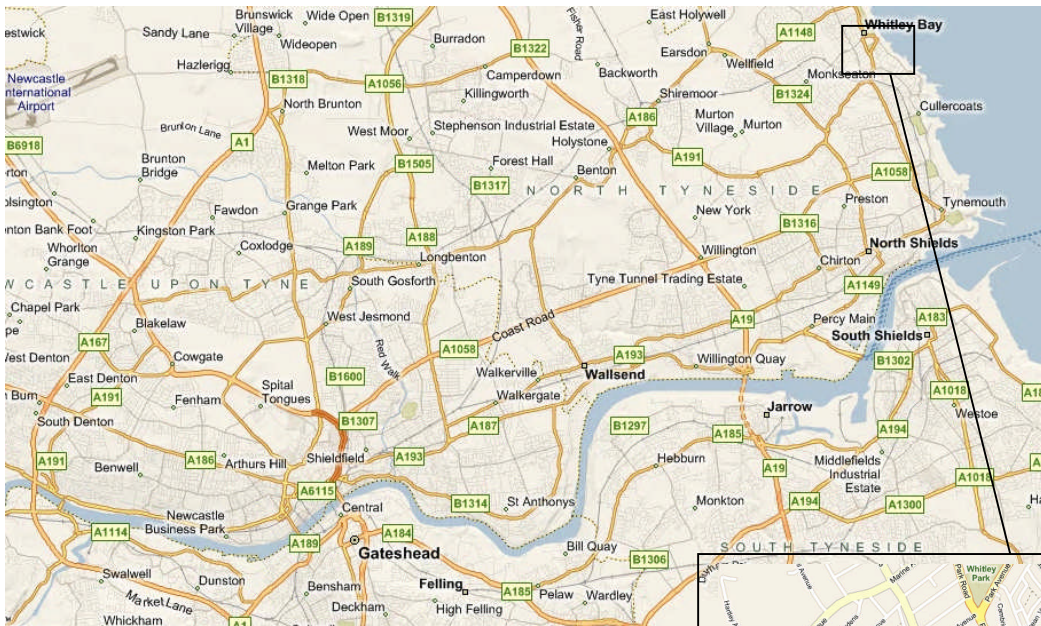 Brunswick
Village
Wide Open
B1319
Fisher Road
East Holywell
A1148
Whitley Bay
Sandy Lane
Wideopen
Burradon
B1322
Earsdon
Wellfield
Hazlerigg
B1318
A1056
Camperdown
Backworth
Monkseaton
Newcastle
International
Airport
Killingworth
Shiremoor
B1324
Cullercoats
North Brunton
A186
Murton
Village
Murton
Brunton Lane
A1
West Moor
Stephenson Industrial Estate
Holystone
B6918
Brunton
Bridge
Melton Park
B1505
Forest Hall
A191
B1317
Benton
A1058
NORTH TYNESIDE
Fawdon
Grange Park
New York
Preston
Tynemouth
B1316
Kingston Park
A189
A188
Coxlodge
Willington
North Shields
Whorlton
Grange
Longbenton
Chirton
South Gosforth
Tyne Tunnel Trading Estate
A1149
UPON TYNE
Chapel Park
Blakelaw
West Jesmond
Coast Road
A19
Percy Main
A183
South Shields
A167
Red Walk
A1058
A193
Willington Quay
B1302
West Denton
Cowgate
Walkerville
Wallsend
East Denton
B1600
A1018
A191
Fenham
Spital
Tongues
Walkergate
Jarrow
Westoe
South Denton
B1307
A187
B1297
A185
A194
A191
Benwell
A186
Arthurs Hill
Shieldfield
A193
Hebburn
A19
Middlefields
Industrial
Estate
A1018
A6115
B1314
St Anthonys
Monkton
A194
A1300
Newcastle
Business Park
Central
A1114
A189
A184
Gateshead
Bill Quay
B1306
SOUTH TYNESIDE
Swalwell
Dunston
Bensham
Felling
A185
Pelaw
Wardley
Market Lane
Deckham
High Felling
Whickham
A1
Marine
Whitley
Park
Park Road
Park Avenue